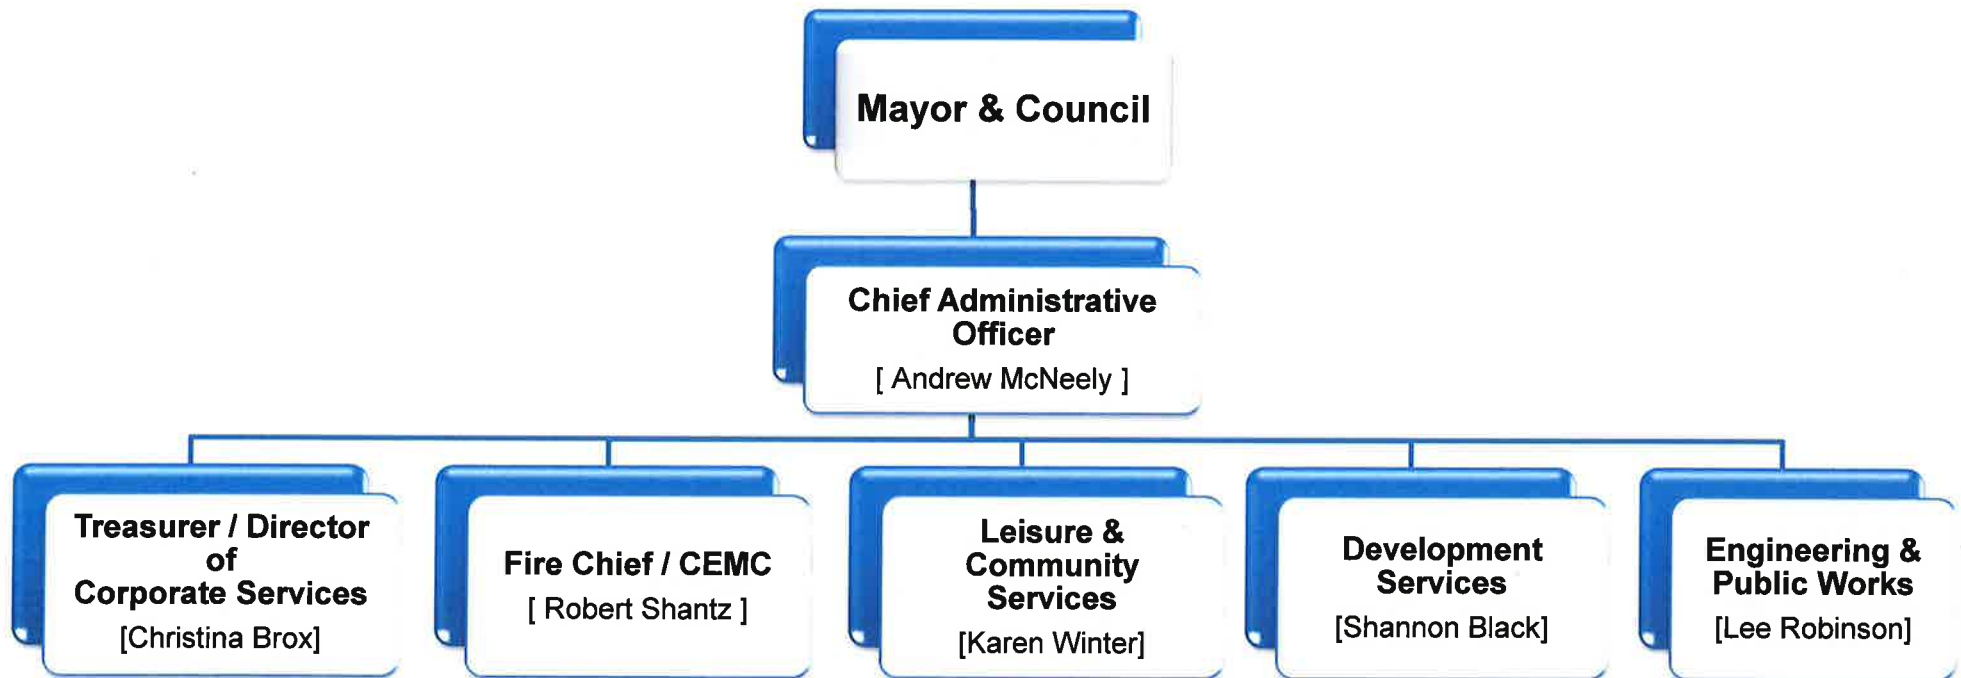 Mayor & Council
Chief Administrative
Officer
[ Andrew McNeely ]
Treasurer / Director
of
Corporate Services
[Christina Brox]
Fire Chief / CEMC
[ Robert Shantz ]
Leisure &
Community
Services
[Karen Winter]
Development
Services
[Shannon Black]
Engineering &
Public Works
[Lee Robinson]